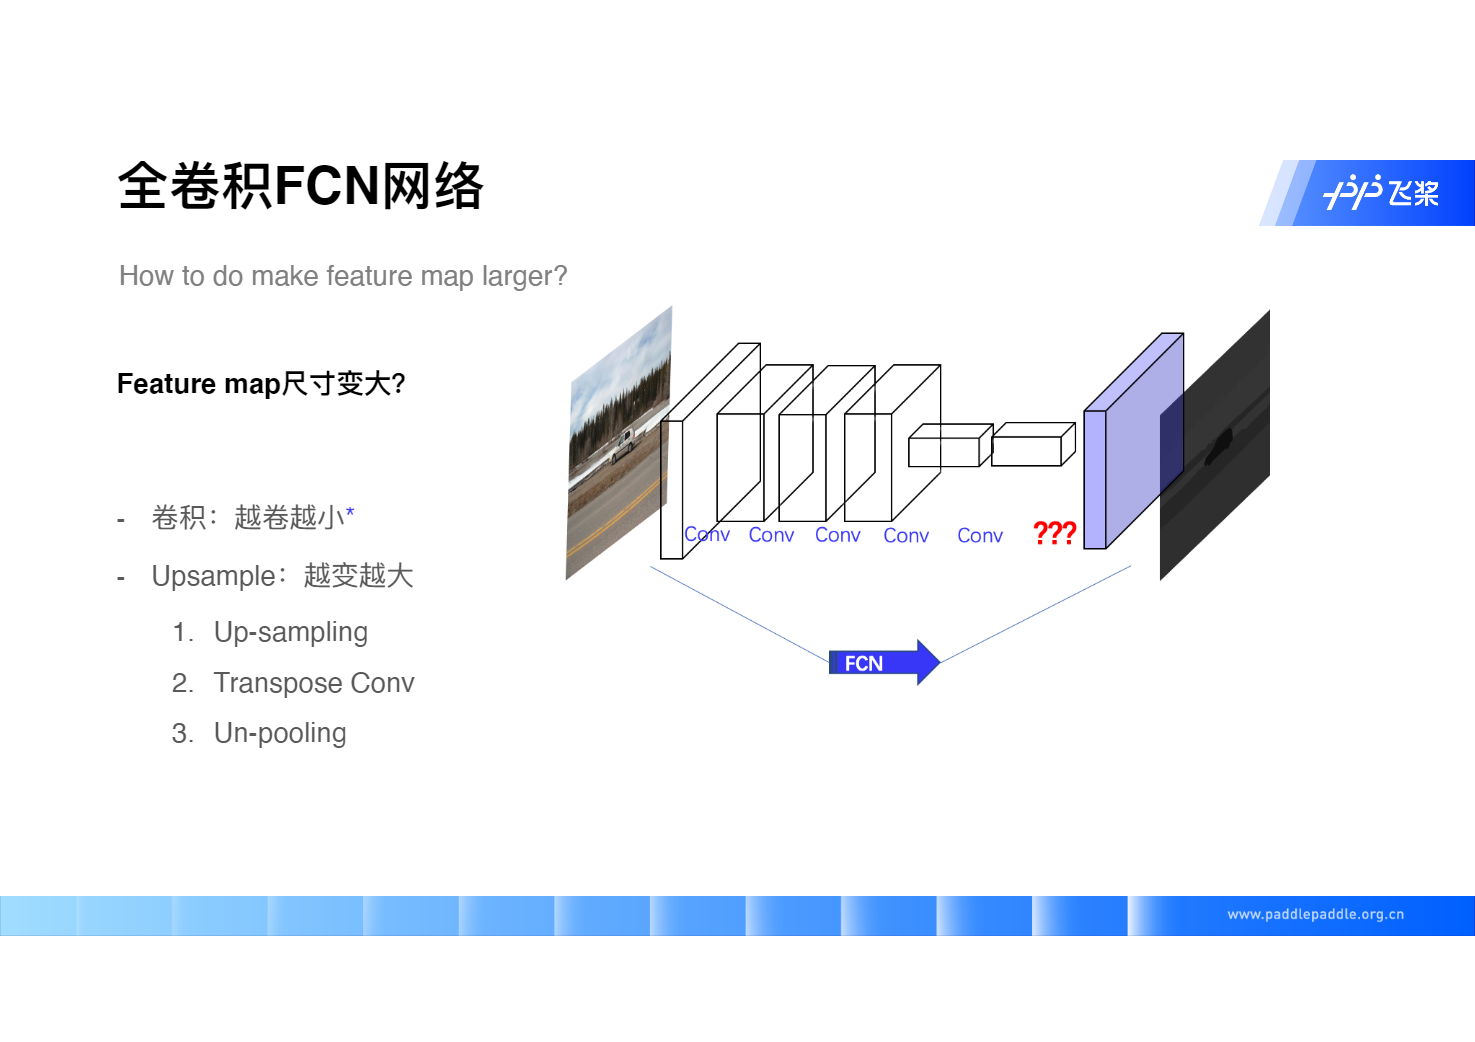 全卷积FCN网络
飞桨
How to do make feature map larger?
Feature map尺寸变大?
- 卷积：越卷越小*
- Upsample：越变越大
1. Up-sampling
2. Transpose Conv
3. Un-pooling
Conv Conv Conv Conv Conv ???
FCN
www.paddlepaddle.org.cn